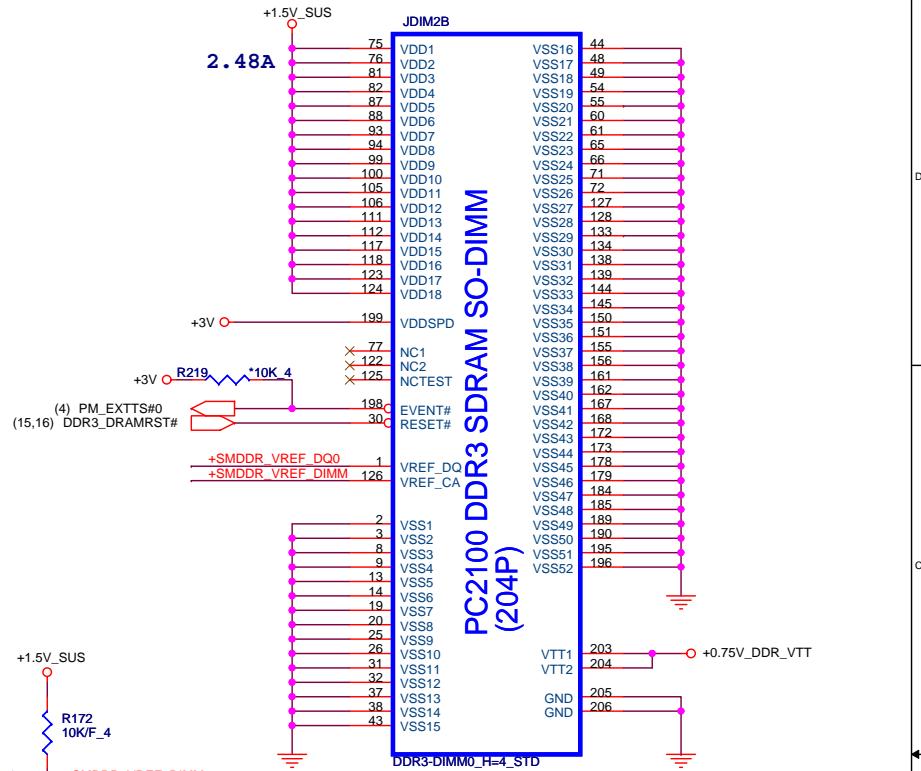 +1.5V_SUS
JDIM2B
2.48A
75 VDD1 VSS16 44
76 VDD2 VSS17 48
81 VDD3 VSS18 49
82 VDD4 VSS19 54
87 VDD5 VSS20 55
88 VDD6 VSS21 60
93 VDD7 VSS22 61
94 VDD8 VSS23 65
99 VDD9 VSS24 66
100 VDD10 VSS25 71
105 VDD11 VSS26 72
106 VDD12 VSS27 127
111 VDD13 VSS28 128
112 VDD14 VSS29 133
117 VDD15 VSS30 134
118 VDD16 VSS31 138
123 VDD17 VSS32 139
124 VDD18 VSS33 144
VSS34 145
+3V 199 VDDSPD VSS35 150
VSS36 151
77 NC1 VSS37 155
122 NC2 VSS38 156
125 NCTEST VSS39 161
+3V R219 *10K_4
VSS40 162
(4) PM_EXTTS#0 198 EVENT# VSS41 167
(15,16) DDR3_DRAMRST# 30 RESET# VSS42 168
VSS43 172
VSS44 173
+SMDDR_VREF_DQ0 1 VREF_DQ VSS45 178
+SMDDR_VREF_DIMM 126 VREF_CA VSS46 179
VSS47 184
VSS48 185
2 VSS1 VSS49 189
3 VSS2 VSS50 190
8 VSS3 VSS51 195
9 VSS4 VSS52 196
13 VSS5
14 VSS6
19 VSS7
20 VSS8
25 VSS9
26 VSS10 VTT1 203 +0.75V_DDR_VTT
31 VSS11 VTT2 204
32 VSS12
37 VSS13 GND 205
38 VSS14 GND 206
43 VSS15
PC2100 DDR3 SDRAM SO-DIMM
(204P)
DDR3-DIMM0_H=4_STD
+1.5V_SUS
R172
10K/F_4
D
C